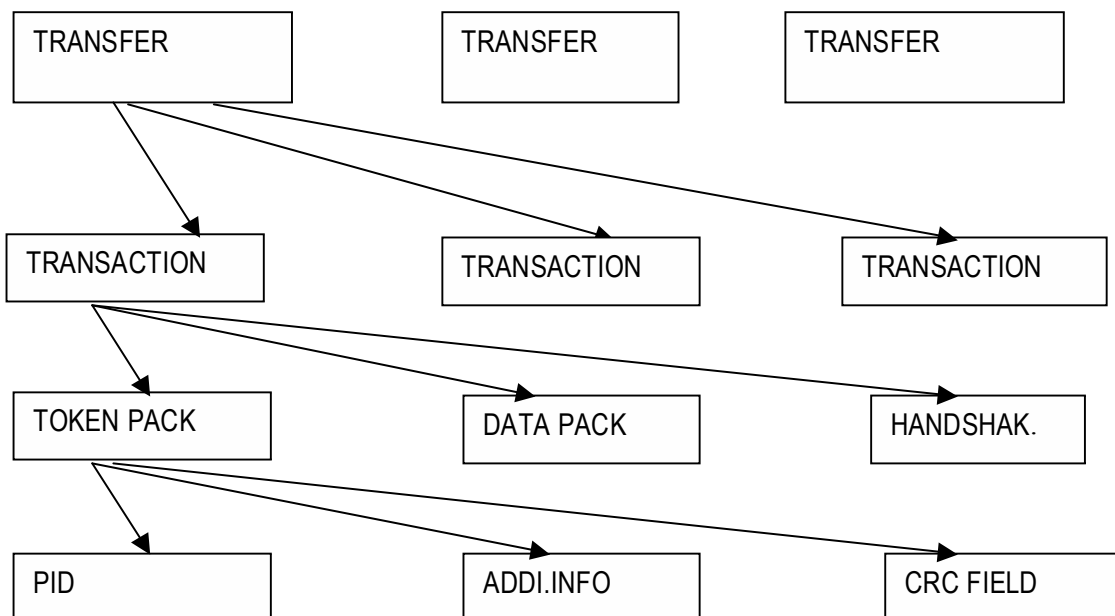 TRANSFER TRANSFER TRANSFER
TRANSACTION TRANSACTION TRANSACTION
TOKEN PACK DATA PACK HANDSHAK.
PID ADDI.INFO CRC FIELD